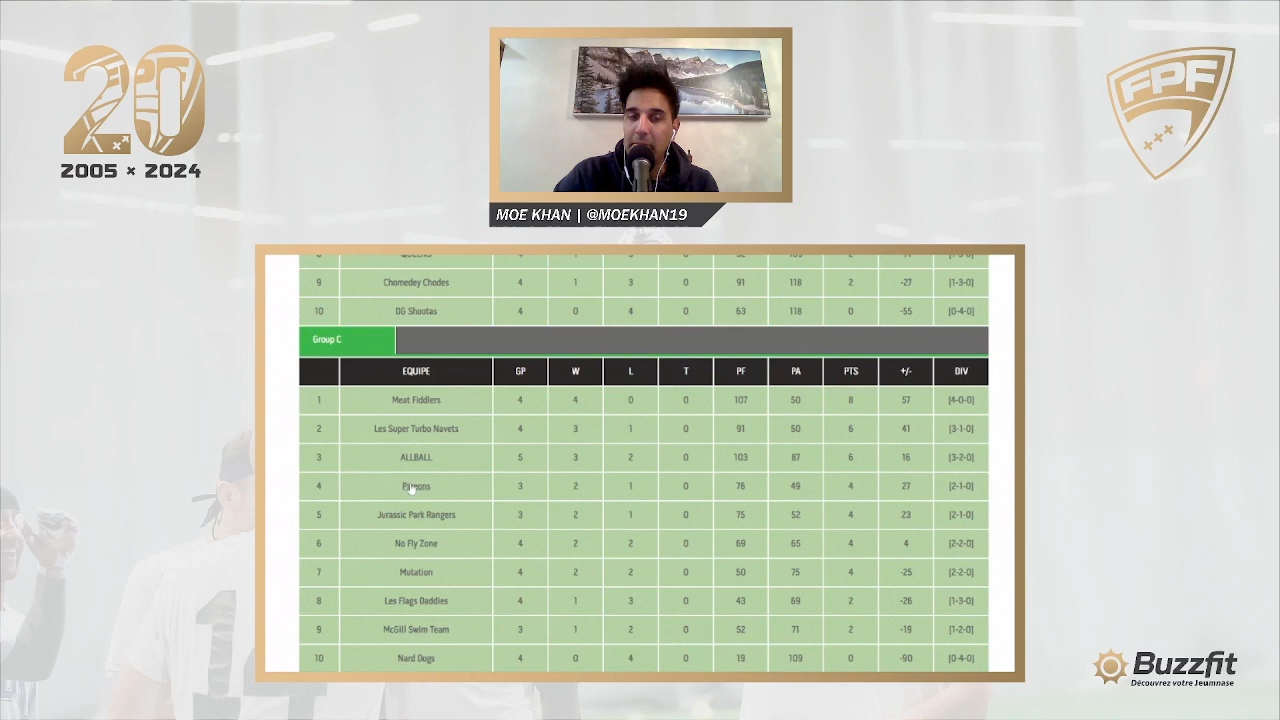 20
2005 × 2024
FPF
MOE KHAN | @MOEKHAN19
9 Chomedey Chodes 4 1 3 0 91 118 2 -27 [1-3-0]
10 DG Shootas 4 0 4 0 63 118 0 -55 [0-4-0]
Group C
EQUIPE GP W L T PF PA PTS +/- DIV
1 Meat Fiddlers 4 4 0 0 107 50 8 57 [4-0-0]
2 Les Super Turbo Navets 4 3 1 0 91 50 6 41 [3-1-0]
3 ALLBALL 5 3 2 0 103 87 6 16 [3-2-0]
4 3 2 1 0 76 49 4 27 [2-1-0]
5 Jurassic Park Rangers 3 2 1 0 75 52 4 23 [2-1-0]
6 No Fly Zone 4 2 2 0 69 65 4 4 [2-2-0]
7 Mutation 4 2 2 0 50 75 4 -25 [2-2-0]
8 Les Flags Daddies 4 1 3 0 43 69 2 -26 [1-3-0]
9 McGill Swim Team 3 1 2 0 52 71 2 -19 [1-2-0]
10 Nard Dogs 4 0 4 0 19 109 0 -90 [0-4-0]
Buzzfit
Découvrez votre Jeumnase